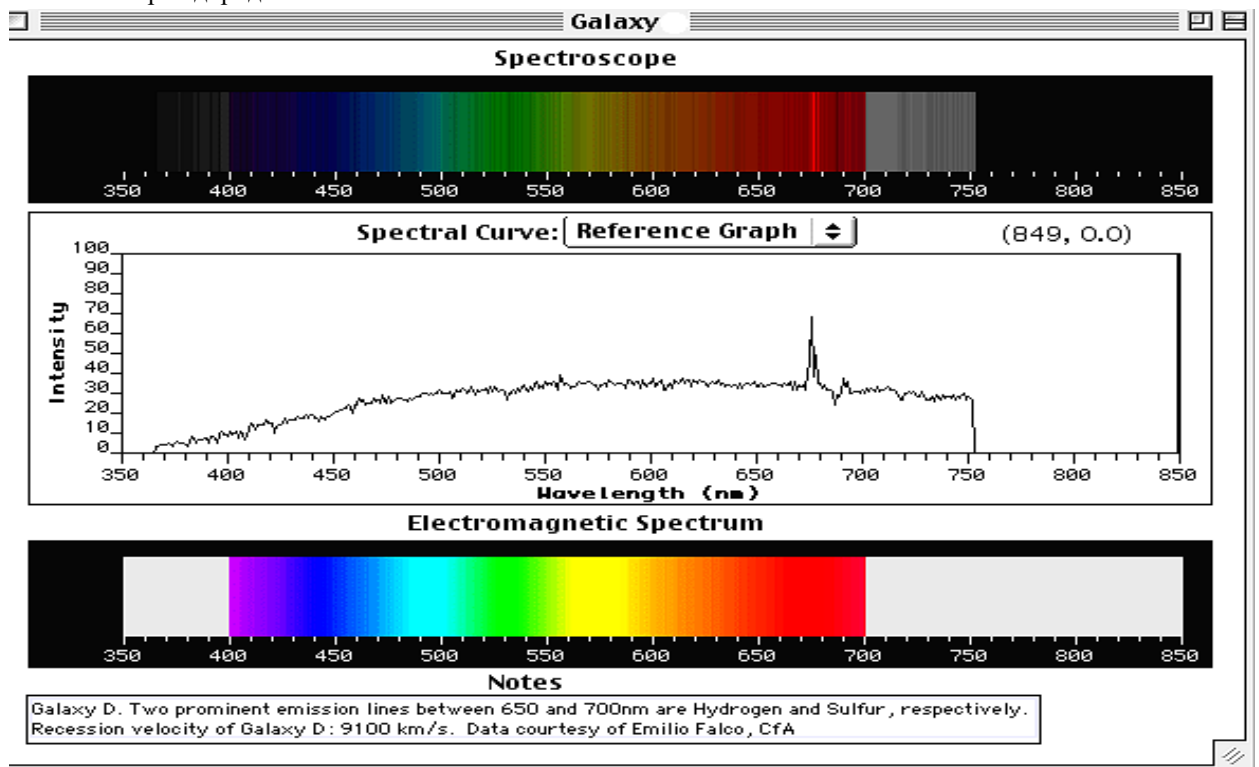 Galaxy
Spectroscope
350 400 450 500 550 600 650 700 750 800 850
Spectral Curve: Reference Graph (849, 0.0)
100
90
80
70
60
50
40
30
20
10
0
Intensity
350 400 450 500 550 600 650 700 750 800 850
Wavelength (nm)
Electromagnetic Spectrum
350 400 450 500 550 600 650 700 750 800 850
Notes
Galaxy D. Two prominent emission lines between 650 and 700nm are Hydrogen and Sulfur, respectively.
Recession velocity of Galaxy D: 9100 km/s. Data courtesy of Emilio Falco, CfA